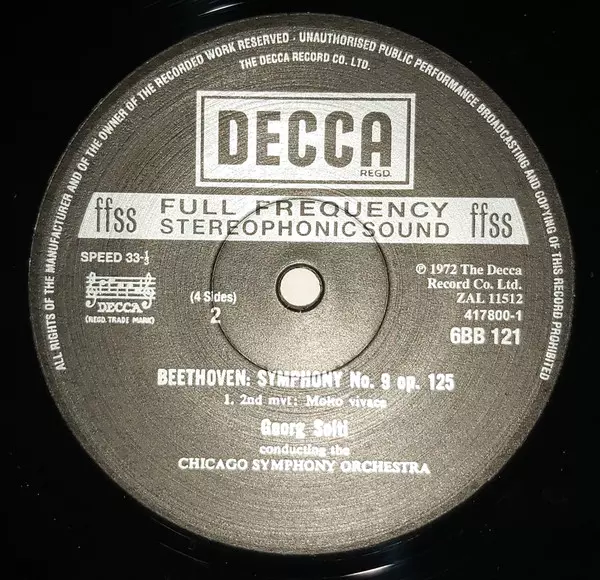 ALL RIGHTS OF THE MANUFACTURER AND OF THE OWNER OF THE RECORDED WORK RESERVED · UNAUTHORISED PUBLIC PERFORMANCE BROADCASTING AND COPYING OF THIS RECORD PROHIBITED
THE DECCA RECORD CO. LTD.
DECCA
REGD.
ffss FULL FREQUENCY STEREOPHONIC SOUND ffss
SPEED 33-⅓
DECCA
(REGD. TRADE MARK)
(4 Sides)
2
℗ 1972 The Decca
Record Co. Ltd.
ZAL 11512
417800-1
6BB 121
BEETHOVEN: SYMPHONY No. 9 op. 125
1. 2nd mvt: Molto vivace
Georg Solti
conducting the
CHICAGO SYMPHONY ORCHESTRA